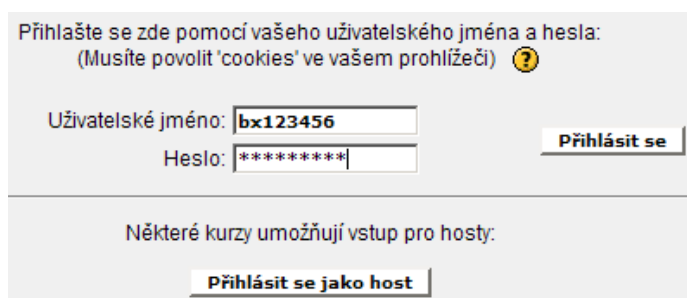 Přihlašte se zde pomocí vašeho uživatelského jména a hesla:
(Musíte povolit 'cookies' ve vašem prohlížeči) ?
Uživatelské jméno: bx123456
Heslo: *********
Přihlásit se
Některé kurzy umožňují vstup pro hosty:
Přihlásit se jako host